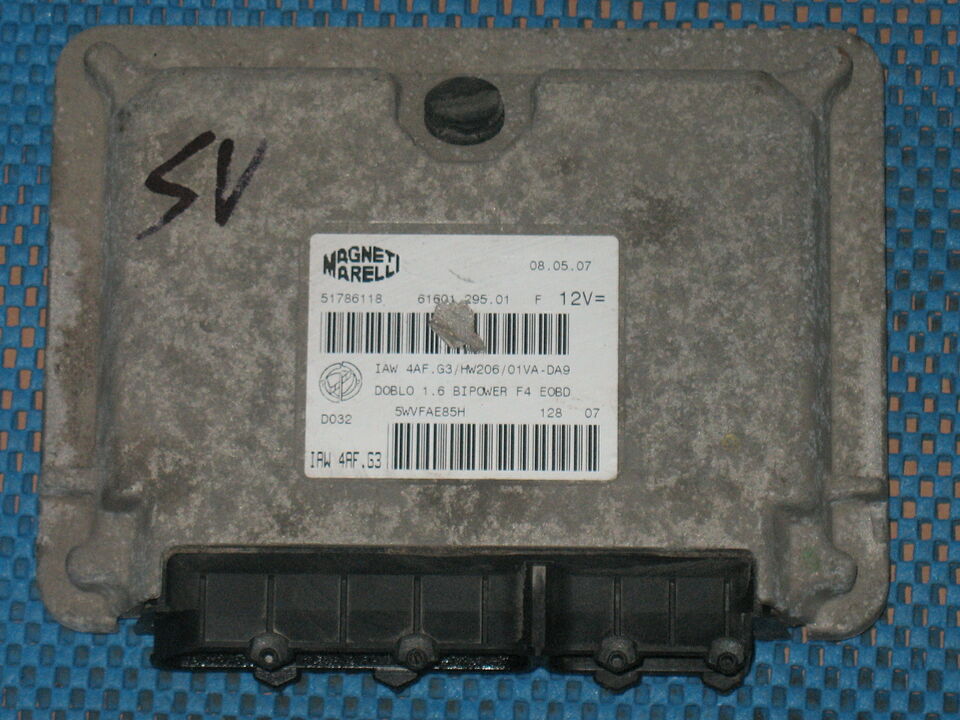 SV
MAGNETI
MARELLI
08.05.07
51786118 61601.295.01 F 12V=
IAW 4AF.G3/HW206/01VA-DA9
DOBLO 1.6 BIPOWER F4 EOBD
D032 5WVFAE85H 128 07
IAW 4AF.G3